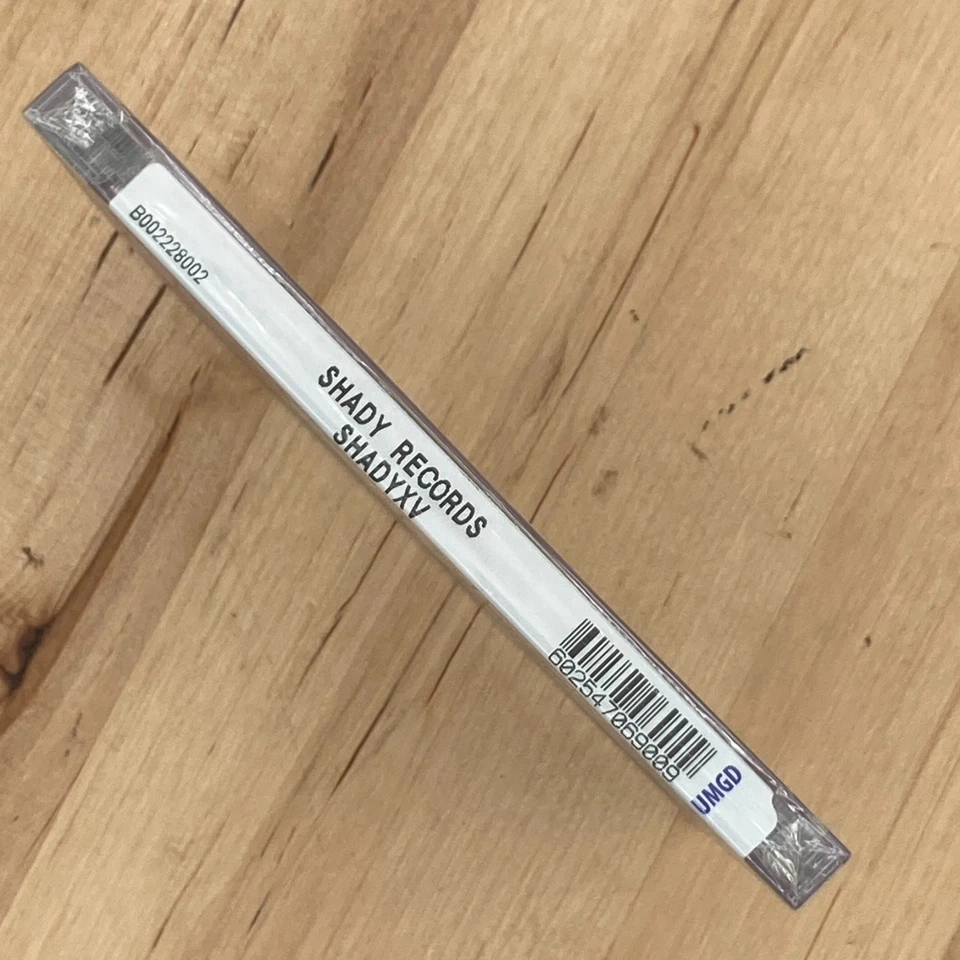 B002228002
SHADY RECORDS
SHADYXV
602547069009
UMGD